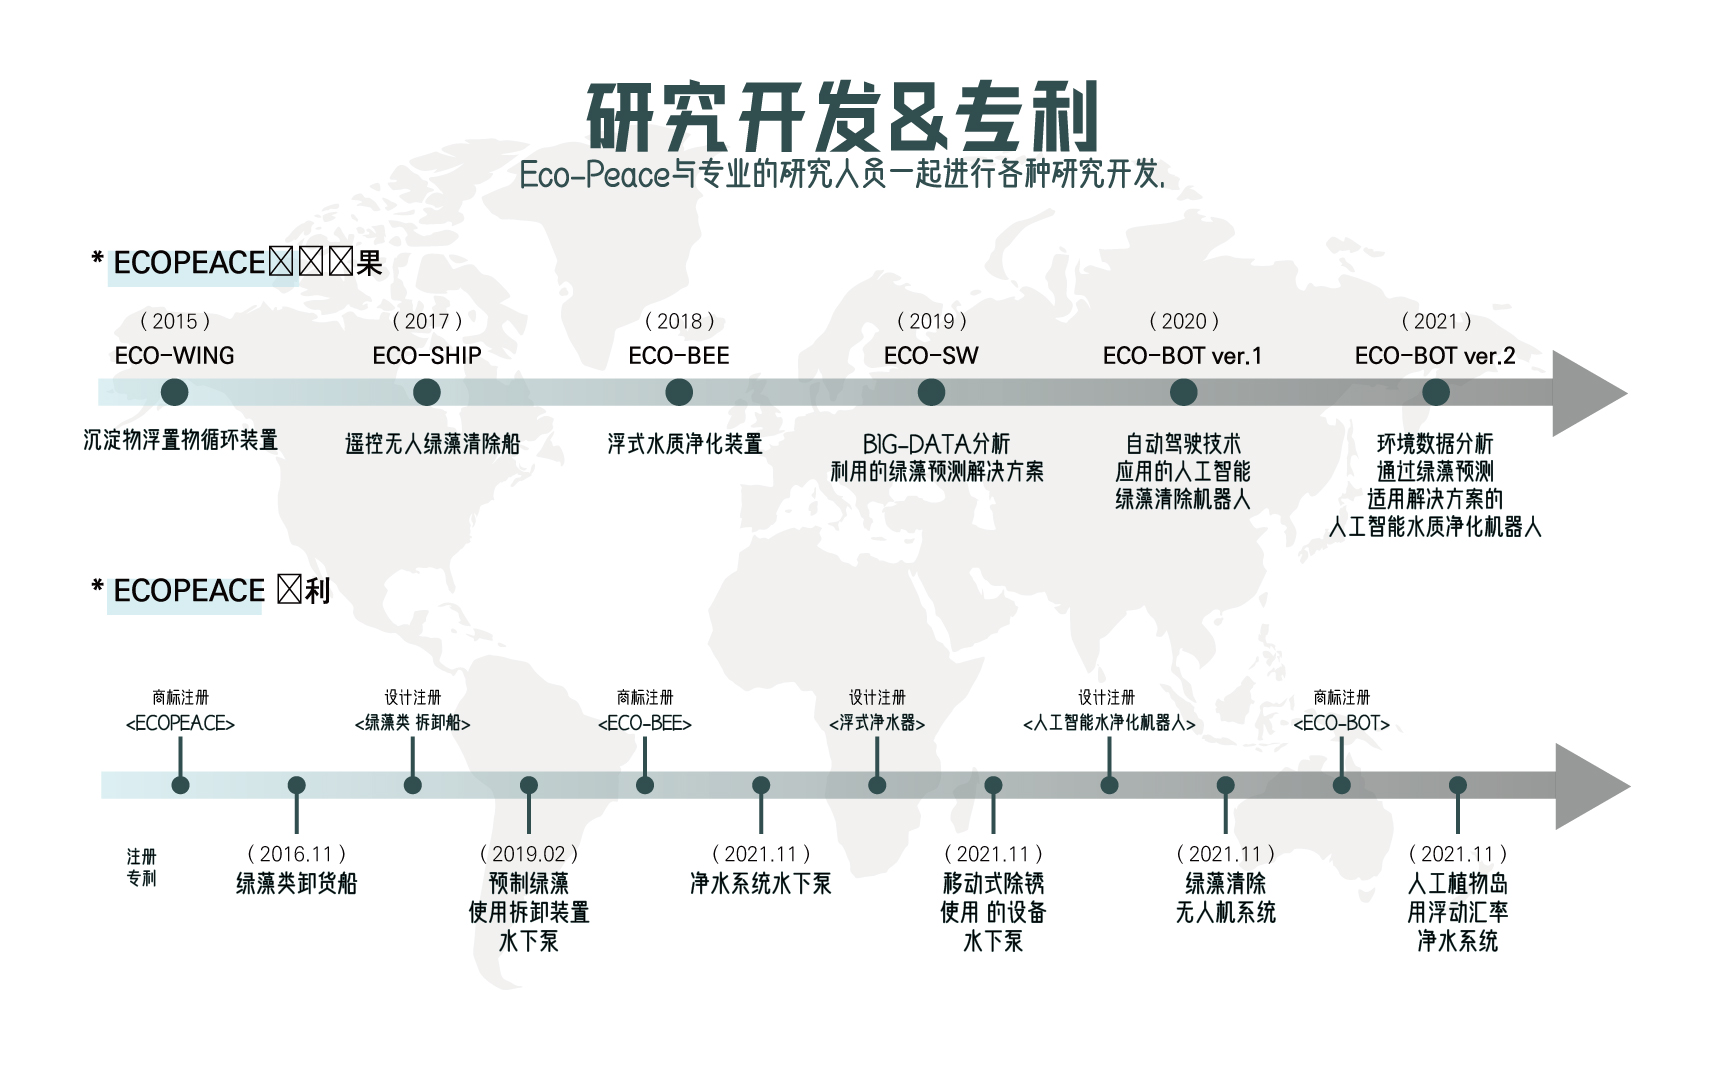 研究开发&专利
Eco-Peace与专业的研究人员一起进行各种研究开发.
* ECOPEACE果
(2015)
ECO-WING
沉淀物浮置物循环装置
(2017)
ECO-SHIP
遥控无人绿藻清除船
(2018)
ECO-BEE
浮式水质净化装置
(2019)
ECO-SW
BIG-DATA分析
利用的绿藻预测解决方案
(2020)
ECO-BOT ver.1
自动驾驶技术
应用的人工智能
绿藻清除机器人
(2021)
ECO-BOT ver.2
环境数据分析
通过绿藻预测
适用解决方案的
人工智能水质净化机器人
* ECOPEACE 利
商标注册
<ECOPEACE>
设计注册
<绿藻类 拆卸船>
商标注册
<ECO-BEE>
设计注册
<浮式净水器>
设计注册
<人工智能水净化机器人>
商标注册
<ECO-BOT>
注册
专利
(2016.11)
绿藻类卸货船
(2019.02)
预制绿藻
使用拆卸装置
水下泵
(2021.11)
净水系统水下泵
(2021.11)
移动式除锈
使用 的设备
水下泵
(2021.11)
绿藻清除
无人机系统
(2021.11)
人工植物岛
用浮动汇率
净水系统